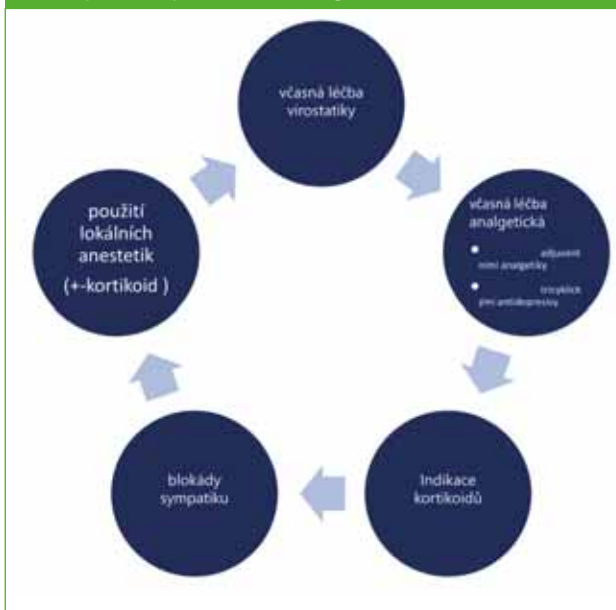 včasná léčba
virostatiky
včasná léčba
analgetická
• adjuvant
ními analgetiky
• tricyklick
ými antidepresivy
Indikace
kortikoidů
blokády
sympatiku
použití
lokálních
anestetik
(+-kortikoid )